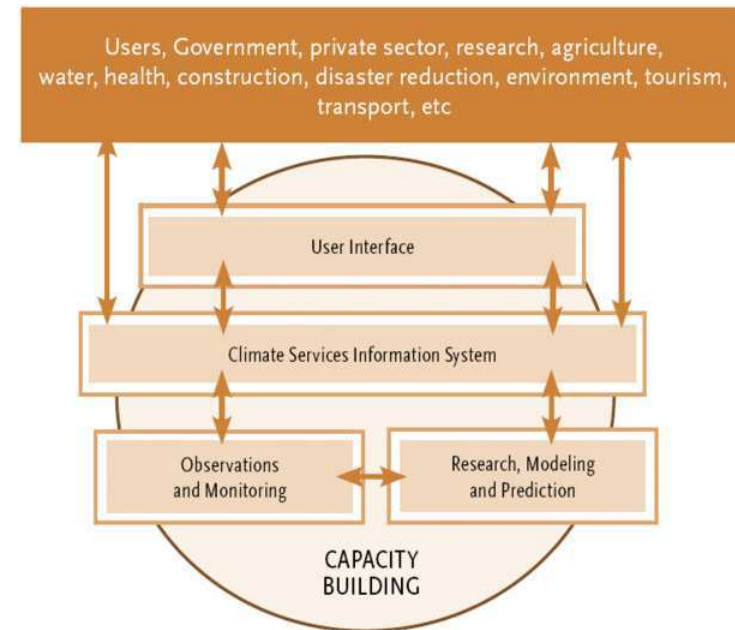 Users, Government, private sector, research, agriculture,
water, health, construction, disaster reduction, environment, tourism,
transport, etc
User Interface
Climate Services Information System
Observations
and Monitoring
Research, Modeling
and Prediction
CAPACITY
BUILDING